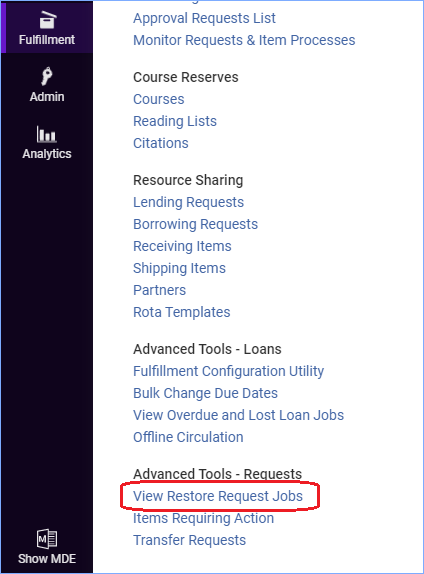 Fulfillment
Admin
Analytics
Show MDE
Approval Requests List
Monitor Requests & Item Processes
Course Reserves
Courses
Reading Lists
Citations
Resource Sharing
Lending Requests
Borrowing Requests
Receiving Items
Shipping Items
Partners
Rota Templates
Advanced Tools - Loans
Fulfillment Configuration Utility
Bulk Change Due Dates
View Overdue and Lost Loan Jobs
Offline Circulation
Advanced Tools - Requests
View Restore Request Jobs
Items Requiring Action
Transfer Requests